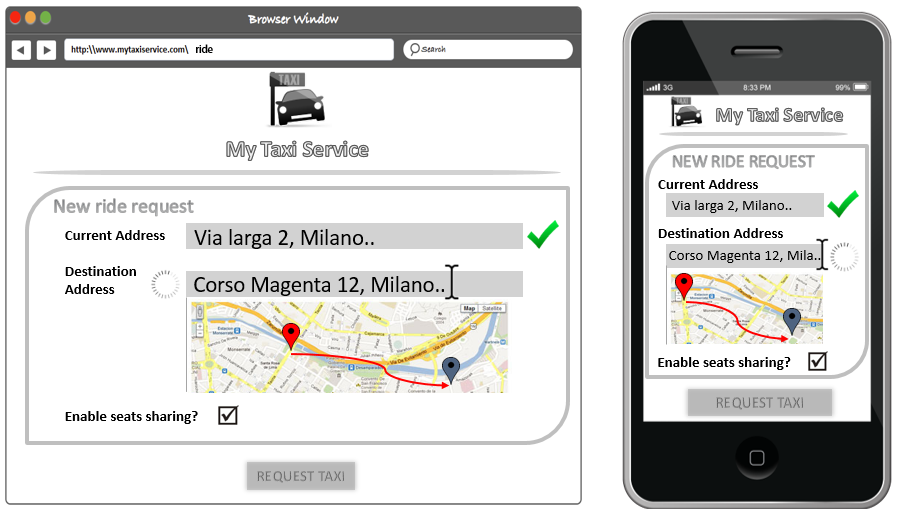 Browser Window
http:\\www.mytaxiservice.com\ ride
Search
TAXI
My Taxi Service
New ride request
Current Address
Via larga 2, Milano..
Destination
Address
Corso Magenta 12, Milano..
Map Satélite
Enable seats sharing?
REQUEST TAXI
3G 8:33 PM 99%
TAXI
My Taxi Service
NEW RIDE REQUEST
Current Address
Via larga 2, Milano..
Destination Address
Corso Magenta 12, Mila..
Enable seats sharing?
REQUEST TAXI